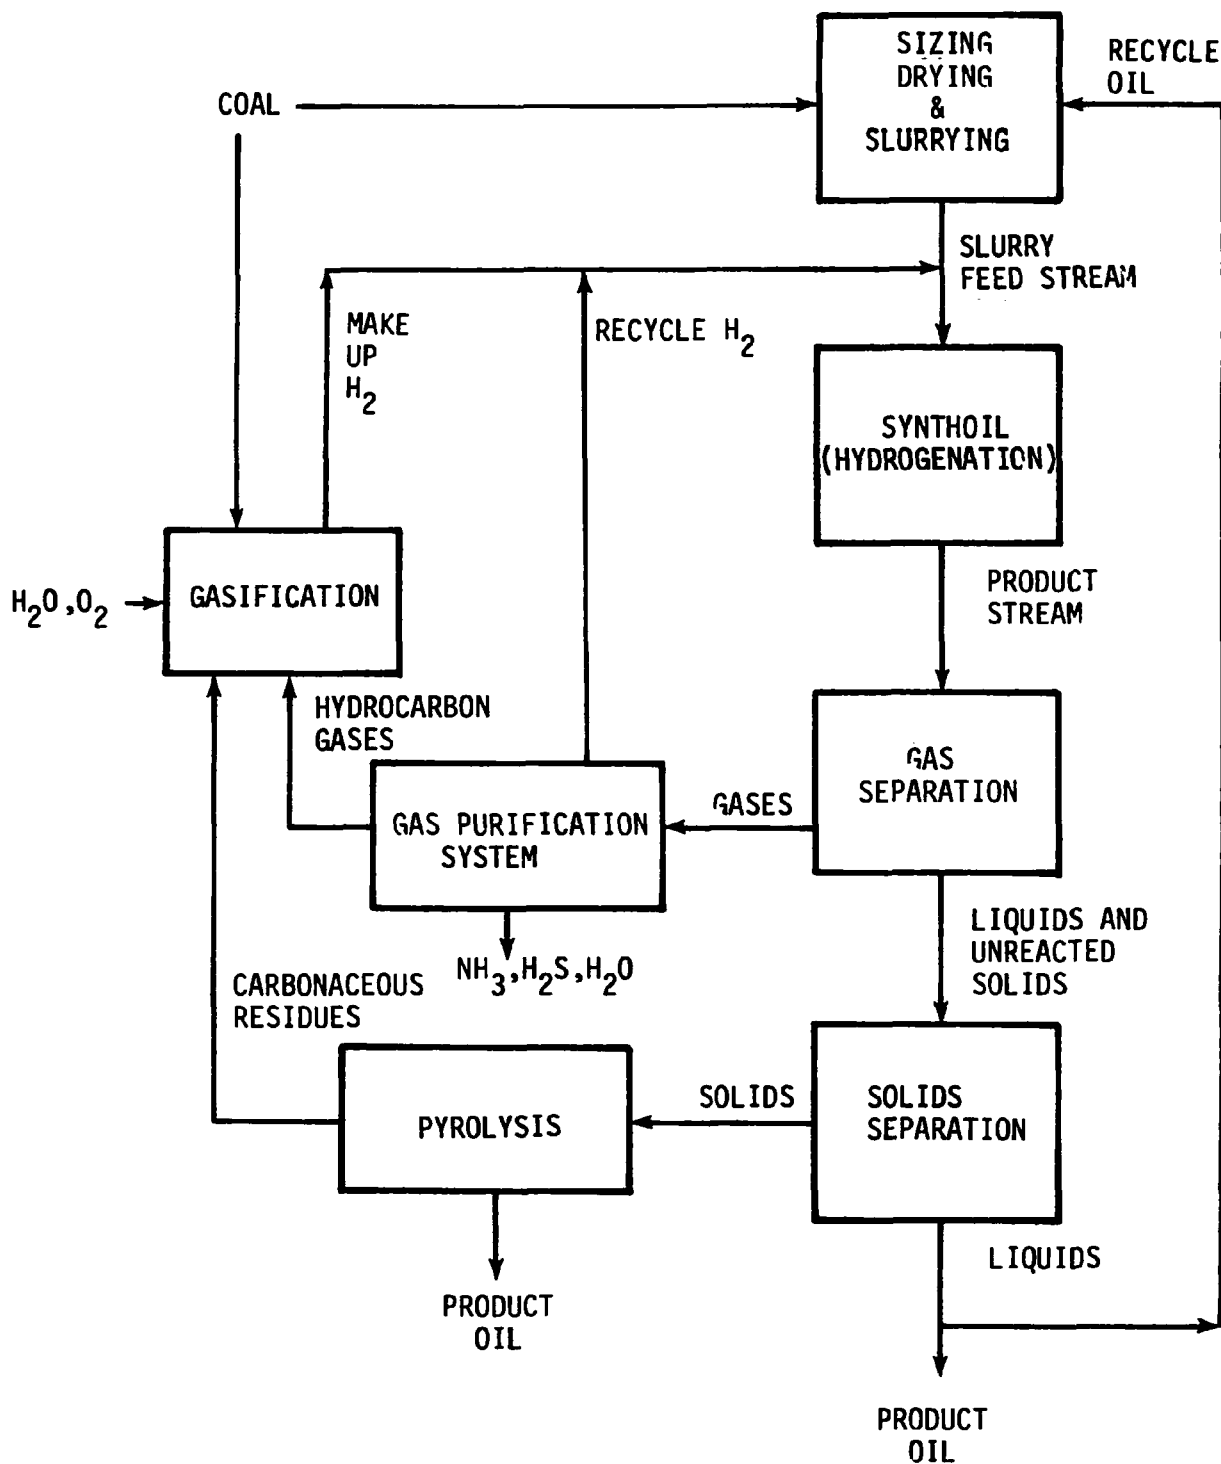 SIZING
DRYING
&
SLURRYING
RECYCLE
OIL
COAL
SLURRY
FEED STREAM
MAKE
UP
H2
RECYCLE H2
SYNTHOIL
(HYDROGENATION)
H2O,O2
GASIFICATION
PRODUCT
STREAM
HYDROCARBON
GASES
GAS
SEPARATION
GASES
GAS PURIFICATION
SYSTEM
LIQUIDS AND
UNREACTED
SOLIDS
NH3,H2S,H2O
CARBONACEOUS
RESIDUES
SOLIDS
SOLIDS
SEPARATION
PYROLYSIS
LIQUIDS
PRODUCT
OIL
PRODUCT
OIL